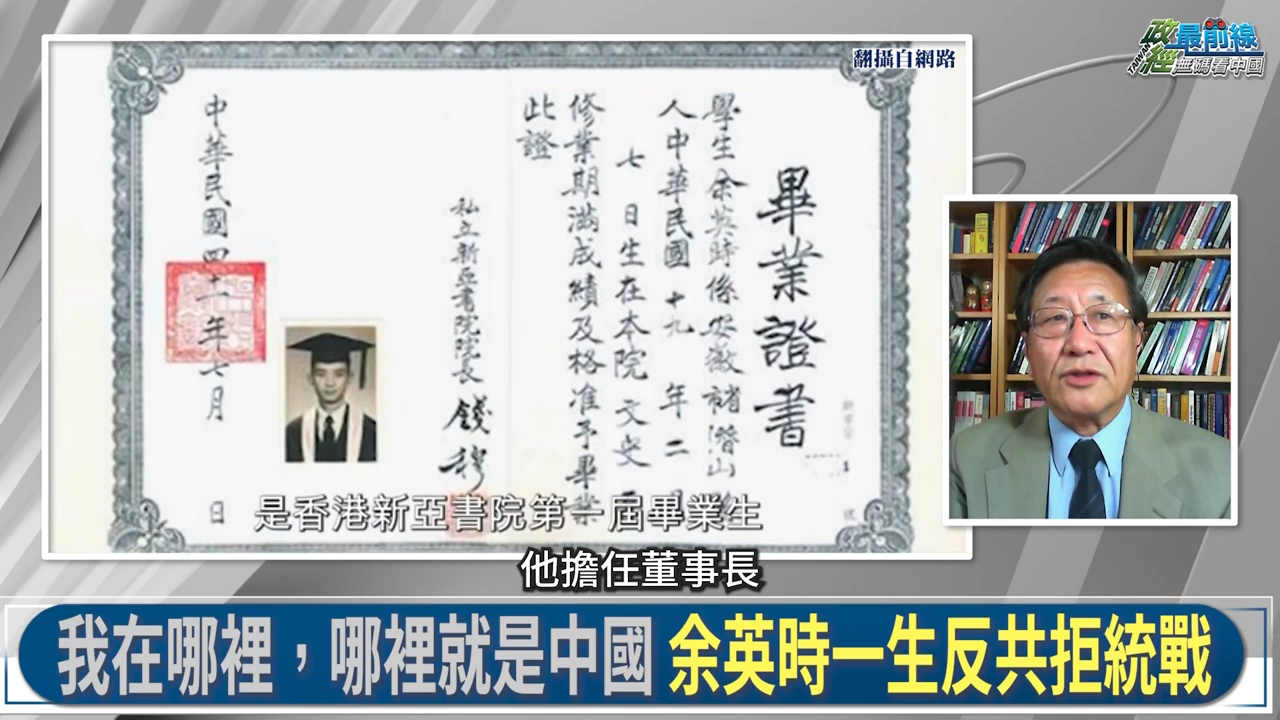 政經最前線
無碼看中國
翻攝自網路
畢業證書
學生余英時係安徽省潛山
人中華民國十九年二
七日生在本院文史
修業期滿成績及格准予畢業
此證
私立新亞書院院長 錢穆
中華民國四十一年七月 日
是香港新亞書院第一屆畢業生
他擔任董事長
我在哪裡，哪裡就是中國 余英時一生反共拒統戰